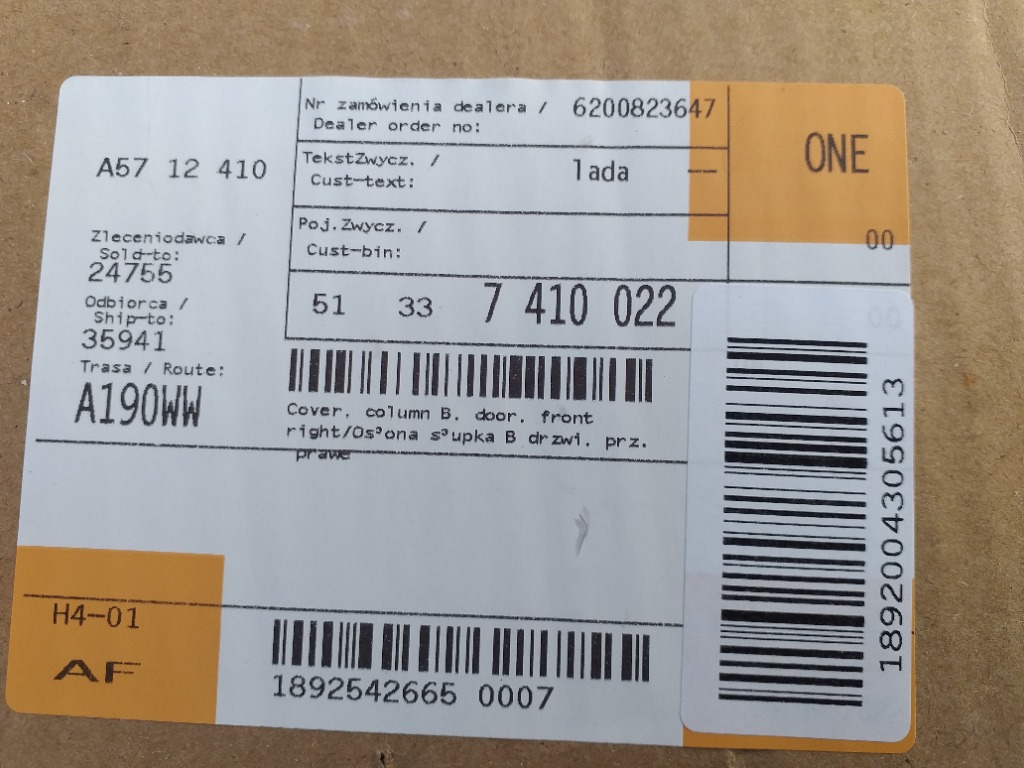 A57 12 410
Zleceniodawca /
Sold-to:
24755
Odbiorca /
Ship-to:
35941
Trasa / Route:
A190WW
Nr zamówienia dealera / 6200823647
Dealer order no:
TekstZwycz. /
Cust-text: lada --
Poj.Zwycz. /
Cust-bin:
51 33 7 410 022
Cover, column B, door, front
right/Os³ona s³upka B drzwi, prz.
prawe
ONE
00
00
1892004305613
H4-01
AF
1892542665 0007